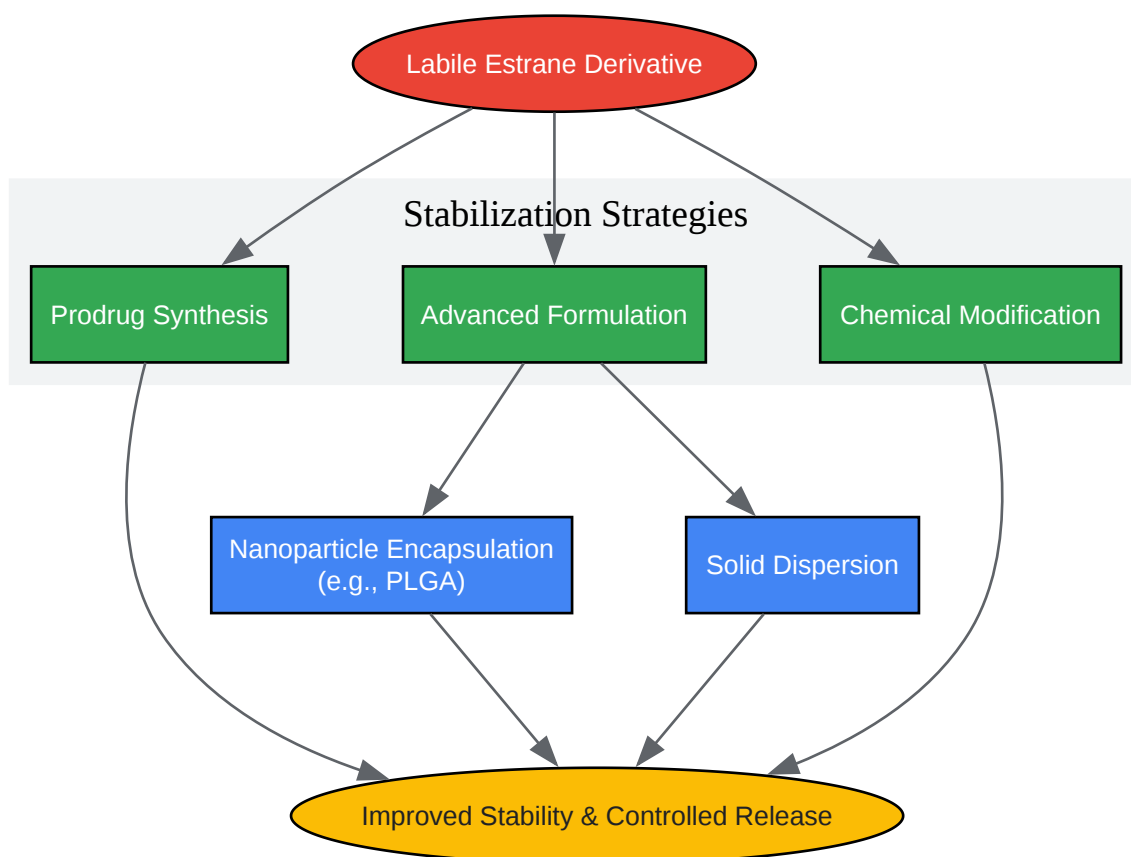 Labile Estrane Derivative
Stabilization Strategies
Prodrug Synthesis
Advanced Formulation
Chemical Modification
Nanoparticle Encapsulation
(e.g., PLGA)
Solid Dispersion
Improved Stability & Controlled Release